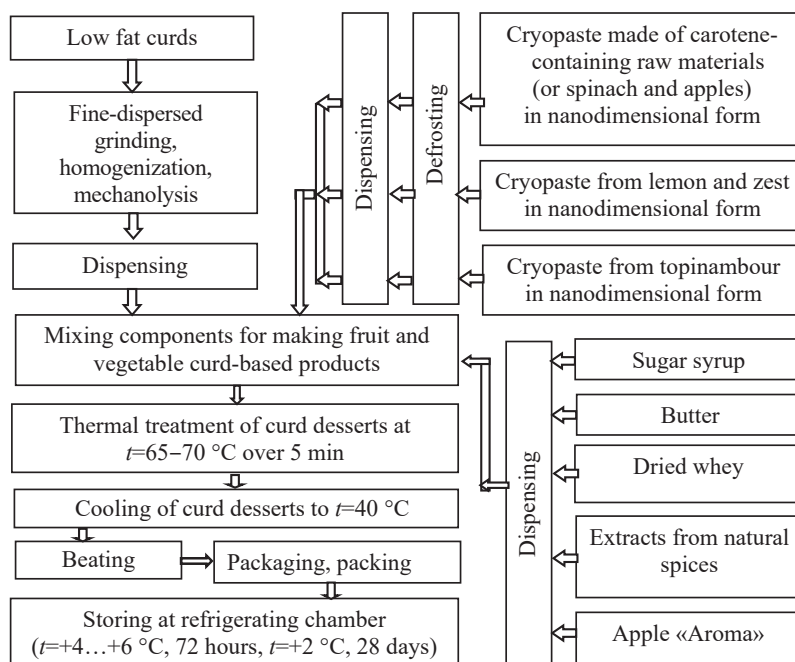 Low fat curds
Fine-dispersed
grinding,
homogenization,
mechanolysis
Dispensing
Dispensing
Defrosting
Cryopaste made of carotene-
containing raw materials
(or spinach and apples)
in nanodimensional form
Cryopaste from lemon and zest
in nanodimensional form
Cryopaste from topinambour
in nanodimensional form
Mixing components for making fruit and
vegetable curd-based products
Thermal treatment of curd desserts at
t=65–70 °C over 5 min
Cooling of curd desserts to t=40 °C
Beating
Packaging, packing
Storing at refrigerating chamber
(t=+4…+6 °C, 72 hours, t=+2 °C, 28 days)
Dispensing
Sugar syrup
Butter
Dried whey
Extracts from natural
spices
Apple «Aroma»